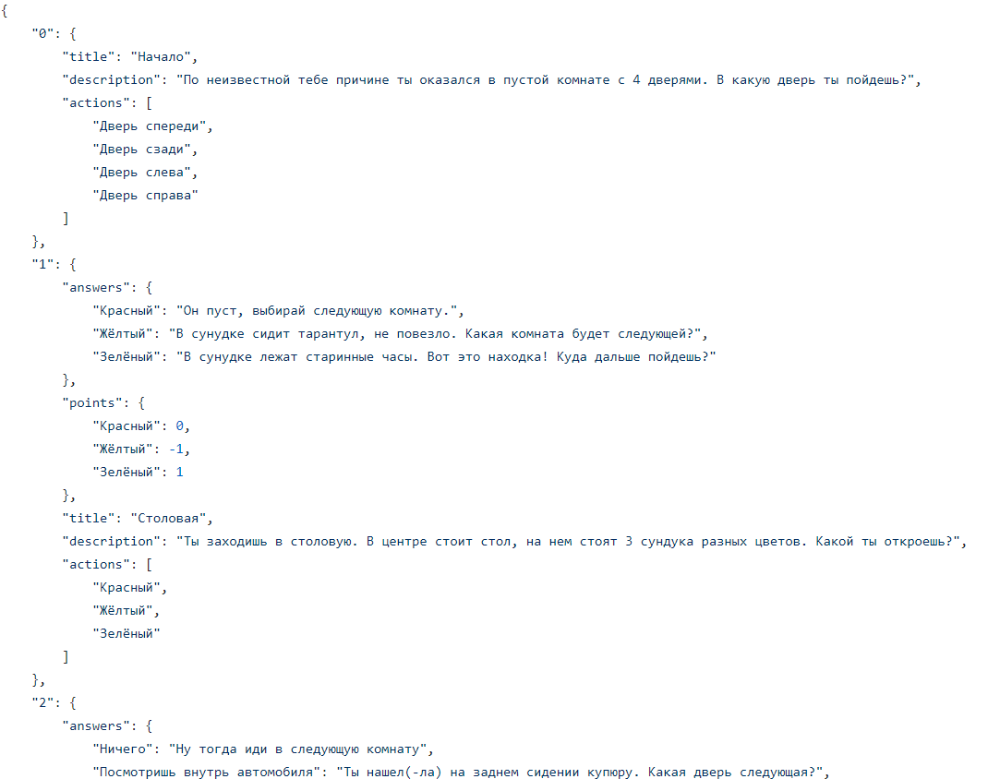 {
    "0": {
        "title": "Начало",
        "description": "По неизвестной тебе причине ты оказался в пустой комнате с 4 дверями. В какую дверь ты пойдешь?",
        "actions": [
            "Дверь спереди",
            "Дверь сзади",
            "Дверь слева",
            "Дверь справа"
        ]
    },
    "1": {
        "answers": {
            "Красный": "Он пуст, выбирай следующую комнату.",
            "Жёлтый": "В сунудке сидит тарантул, не повезло. Какая комната будет следующей?",
            "Зелёный": "В сунудке лежат старинные часы. Вот это находка! Куда дальше пойдешь?"
        },
        "points": {
            "Красный": 0,
            "Жёлтый": -1,
            "Зелёный": 1
        },
        "title": "Столовая",
        "description": "Ты заходишь в столовую. В центре стоит стол, на нем стоят 3 сундука разных цветов. Какой ты откроешь?",
        "actions": [
            "Красный",
            "Жёлтый",
            "Зелёный"
        ]
    },
    "2": {
        "answers": {
            "Ничего": "Ну тогда иди в следующую комнату",
            "Посмотришь внутрь автомобиля": "Ты нашел(-ла) на заднем сидении купюру. Какая дверь следующая?",